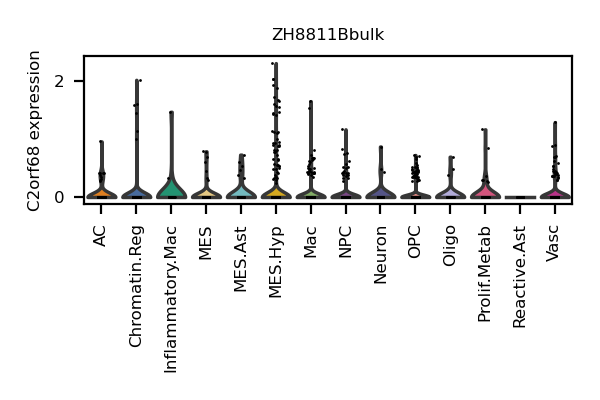 ZH8811Bbulk
C2orf68 expression
2
0
AC
Chromatin.Reg
Inflammatory.Mac
MES
MES.Ast
MES.Hyp
Mac
NPC
Neuron
OPC
Oligo
Prolif.Metab
Reactive.Ast
Vasc